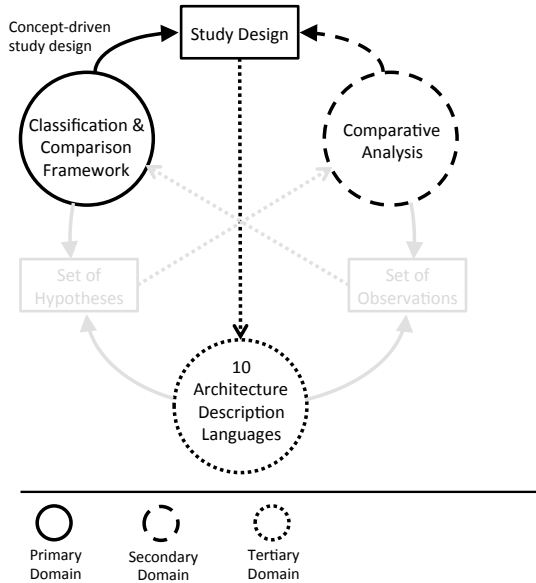 Concept-driven
study design
Study Design
Classification &
Comparison
Framework
Comparative
Analysis
Set of
Hypotheses
Set of
Observations
10
Architecture
Description
Languages
Primary
Domain
Secondary
Domain
Tertiary
Domain